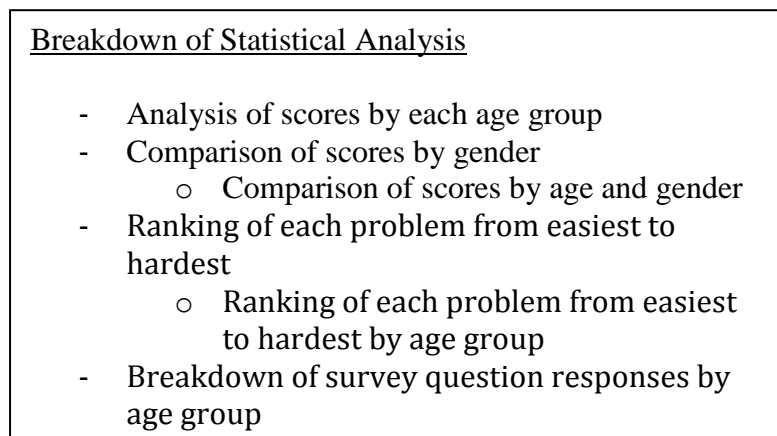 Breakdown of Statistical Analysis
- Analysis of scores by each age group
- Comparison of scores by gender
o Comparison of scores by age and gender
- Ranking of each problem from easiest to
hardest
o Ranking of each problem from easiest
to hardest by age group
- Breakdown of survey question responses by
age group